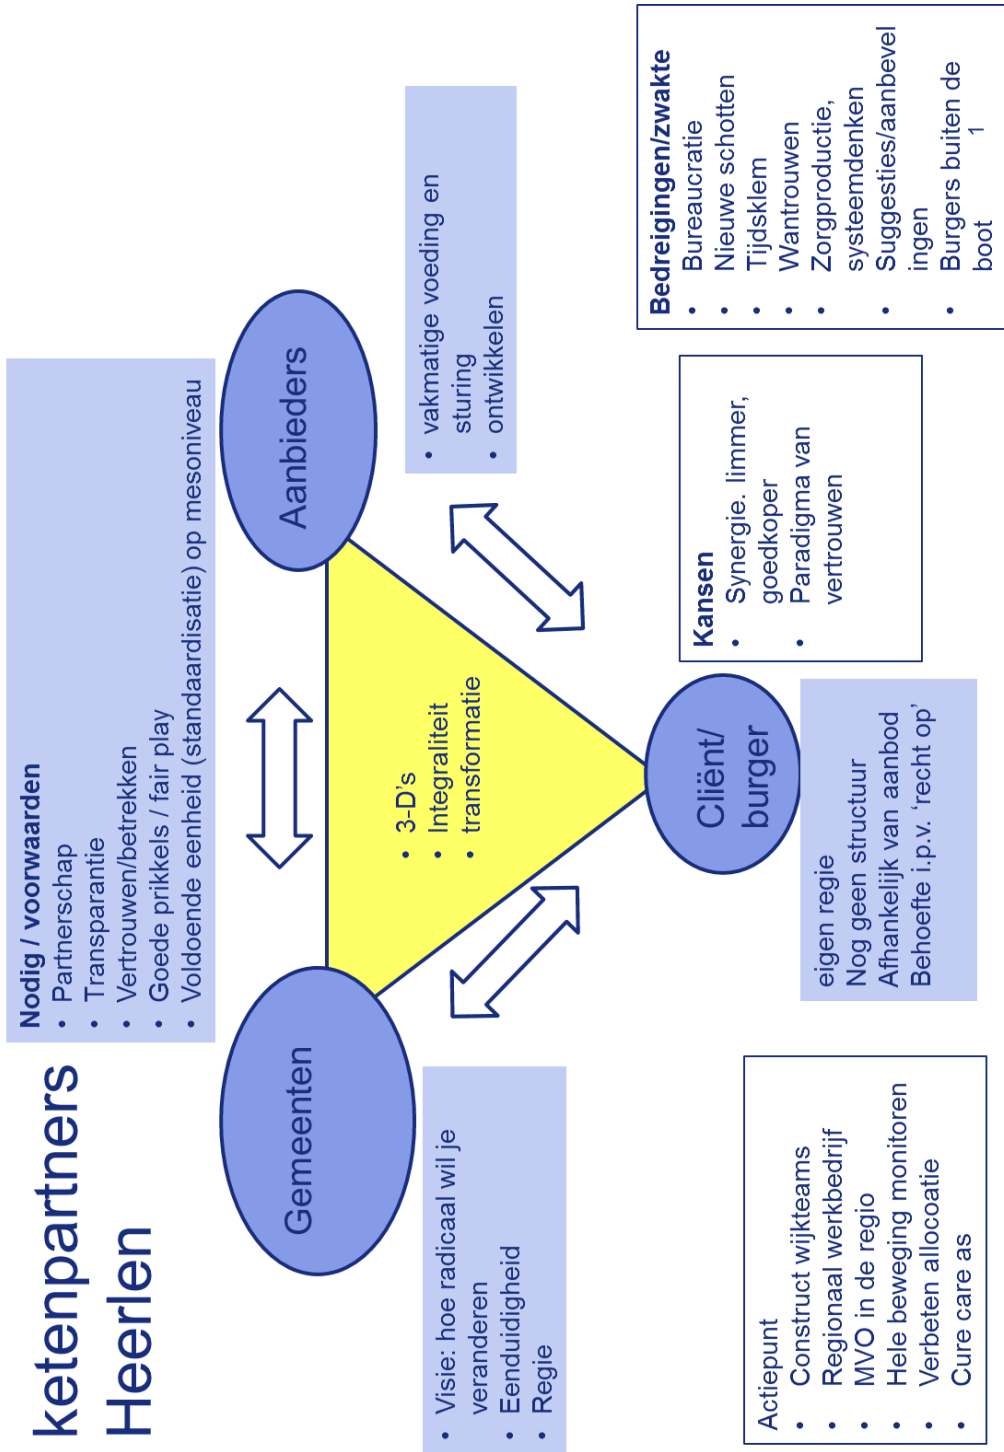 ketenpartners
Heerlen
Nodig / voorwaarden
• Partnerschap
• Transparantie
• Vertrouwen/betrekken
• Goede prikkels / fair play
• Voldoende eenheid (standaardisatie) op mesoniveau
Gemeenten
Aanbieders
• 3-D's
• Integraliteit
• transformatie
• Visie: hoe radicaal wil je
veranderen
• Eenduidigheid
• Regie
• vakmatige voeding en
sturing
• ontwikkelen
Cliënt/
burger
eigen regie
Nog geen structuur
Afhankelijk van aanbod
Behoefte i.p.v. ‘recht op’
Actiepunt
• Construct wijkteams
• Regionaal werkbedrijf
• MVO in de regio
• Hele beweging monitoren
• Verbeten allocoatie
• Cure care as
Kansen
• Synergie. limmer,
goedkoper
• Paradigma van
vertrouwen
Bedreigingen/zwakte
• Bureaucratie
• Nieuwe schotten
• Tijdsklem
• Wantrouwen
• Zorgproductie,
systeemdenken
• Suggesties/aanbevel
ingen
• Burgers buiten de
boot
1